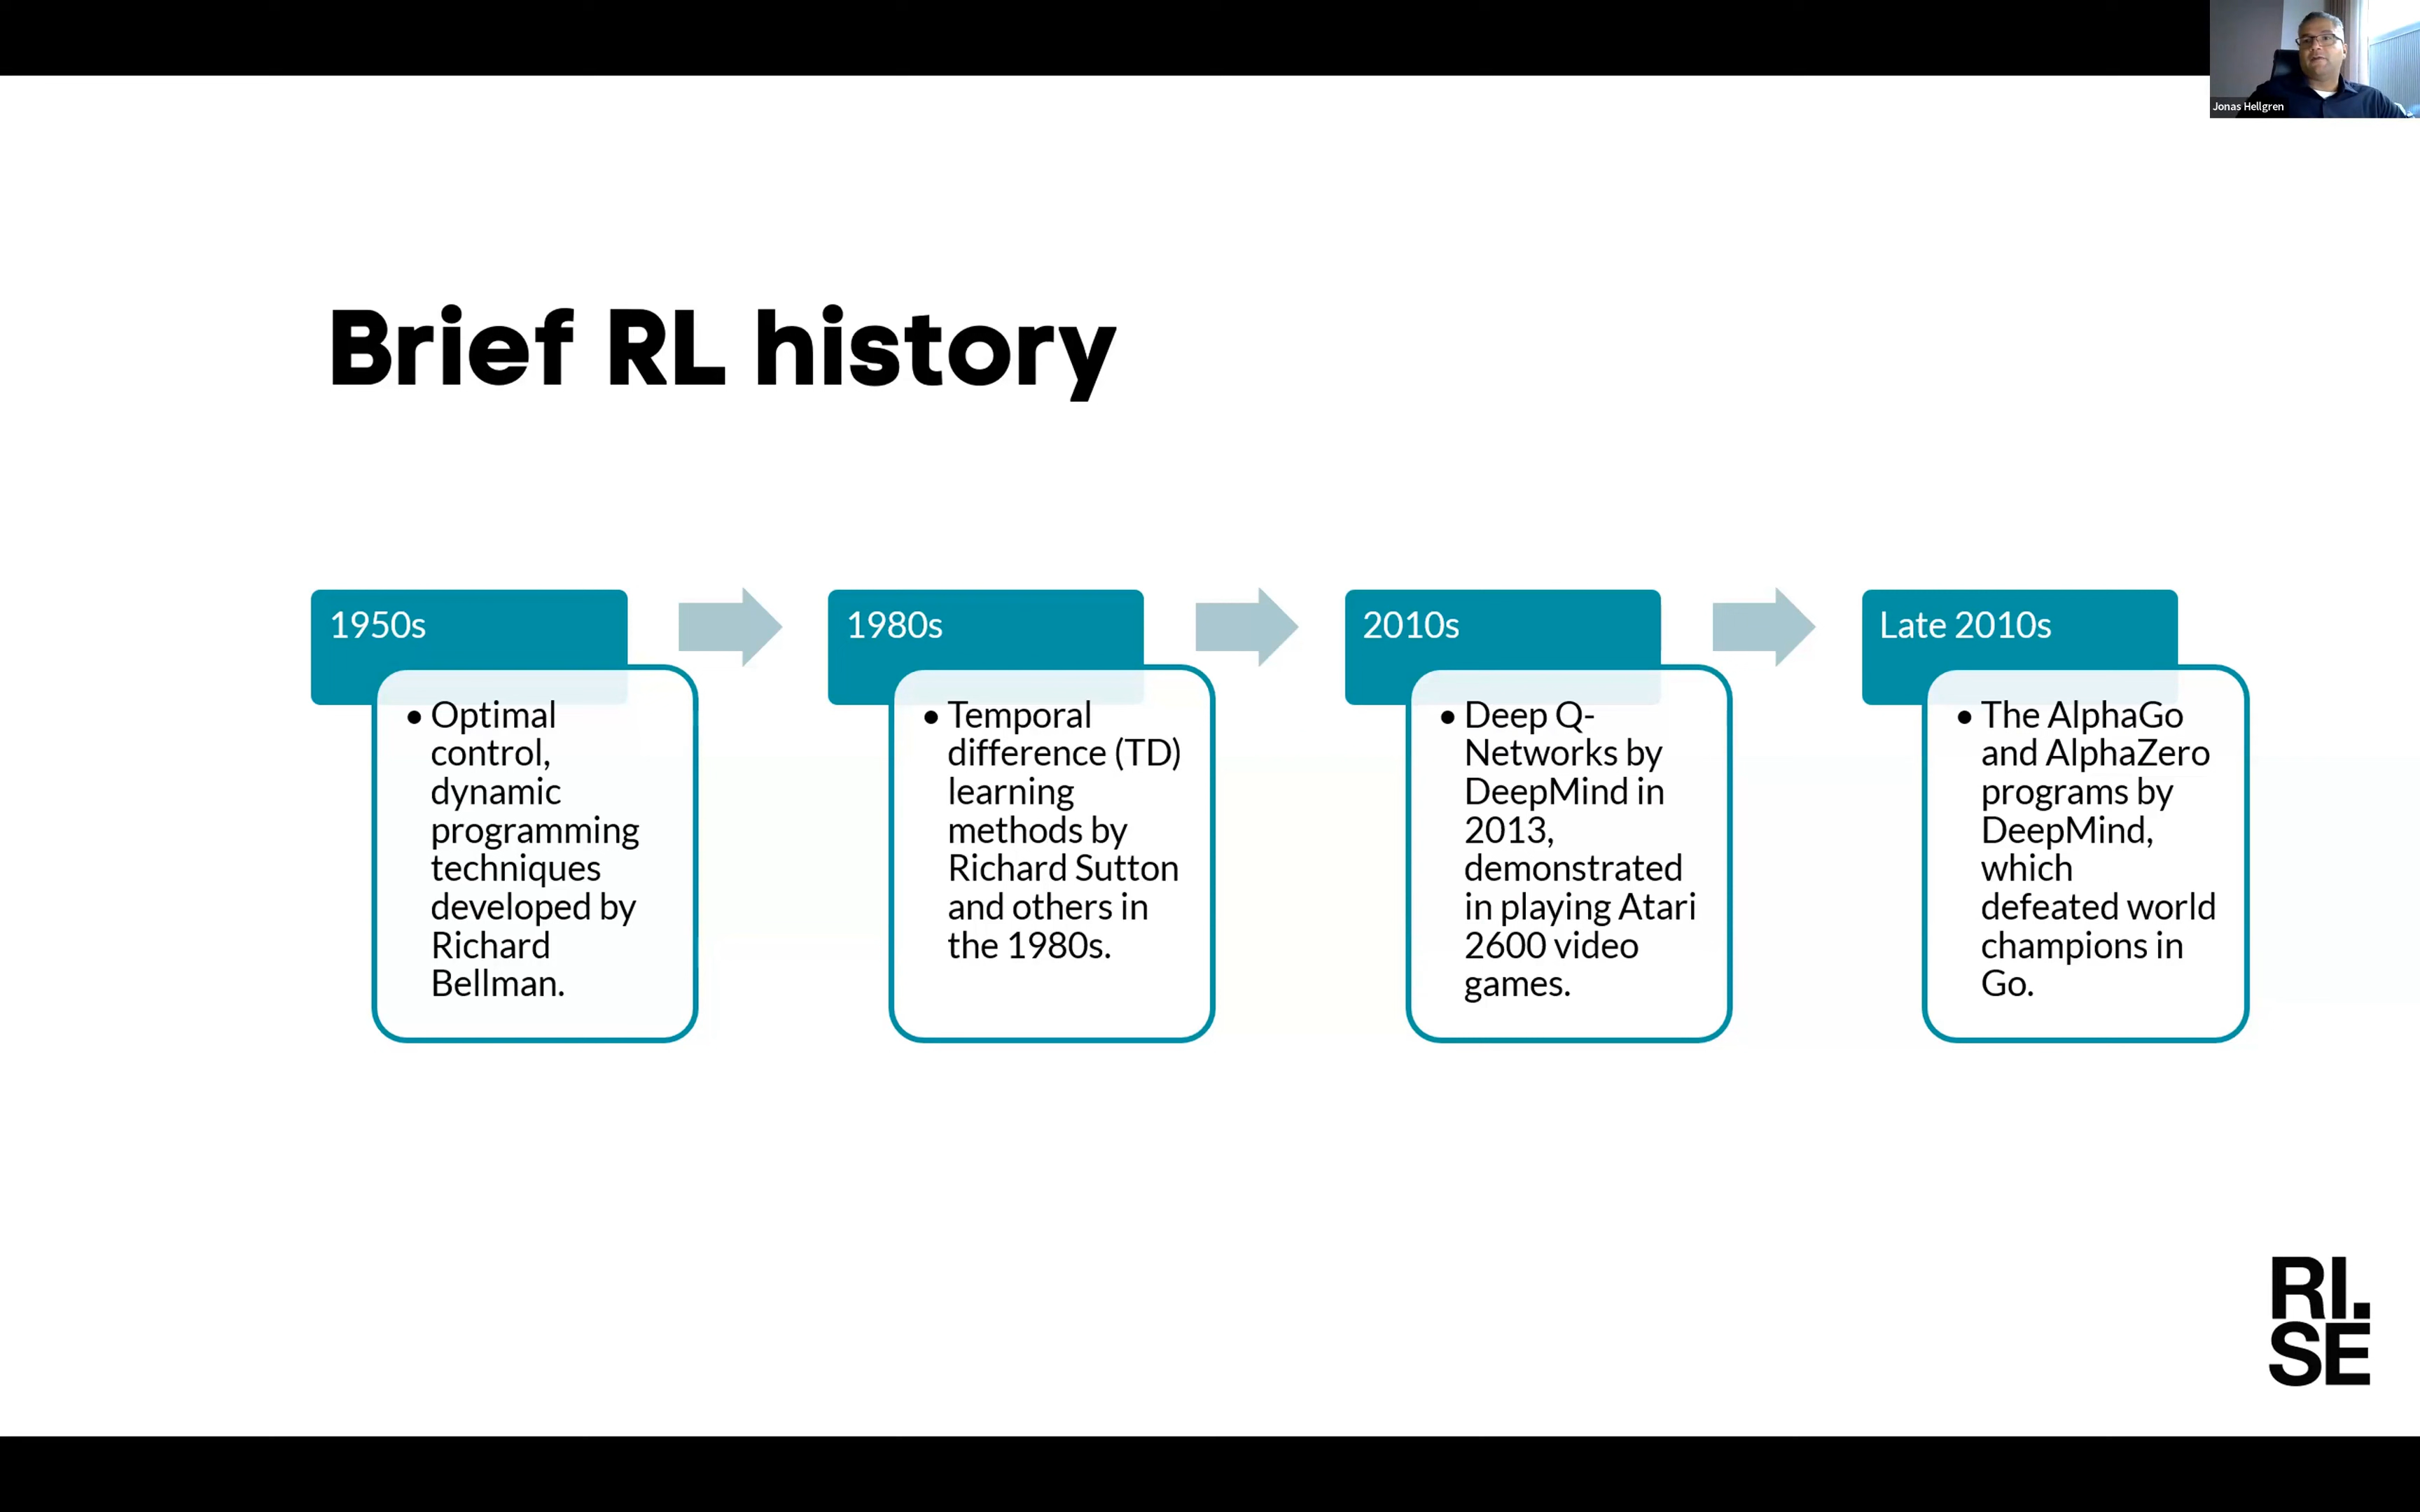 Jonas Hellgren
Brief RL history
1950s
• Optimal
control,
dynamic
programming
techniques
developed by
Richard
Bellman.
1980s
• Temporal
difference (TD)
learning
methods by
Richard Sutton
and others in
the 1980s.
2010s
• Deep Q-
Networks by
DeepMind in
2013,
demonstrated
in playing Atari
2600 video
games.
Late 2010s
• The AlphaGo
and AlphaZero
programs by
DeepMind,
which
defeated world
champions in
Go.
RI.
SE